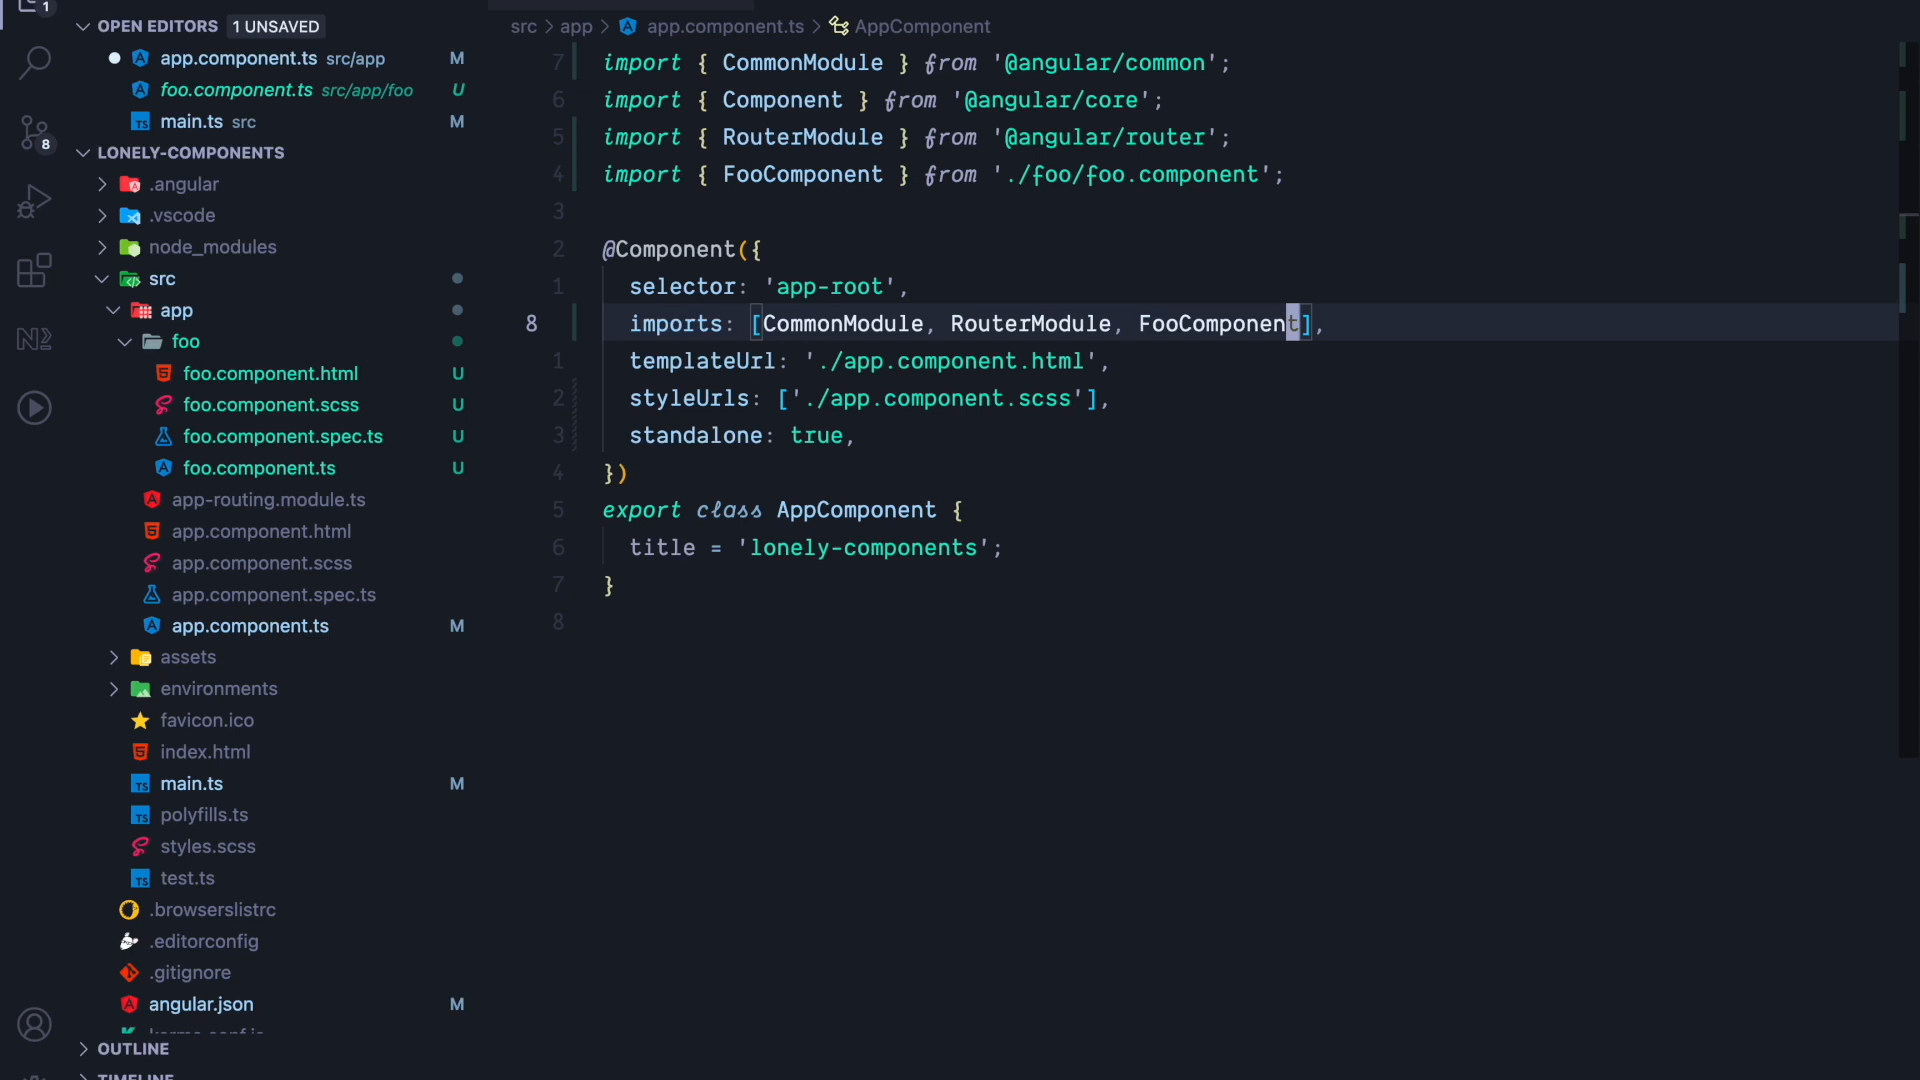 1
OPEN EDITORS 1 UNSAVED
app.component.ts src/app M
foo.component.ts src/app/foo U
main.ts src M
8
LONELY-COMPONENTS
.angular
.vscode
node_modules
src
app
foo
foo.component.html U
foo.component.scss U
foo.component.spec.ts U
foo.component.ts U
app-routing.module.ts
app.component.html
app.component.scss
app.component.spec.ts
app.component.ts M
assets
environments
favicon.ico
index.html
main.ts M
polyfills.ts
styles.scss
test.ts
.browserslistrc
.editorconfig
.gitignore
angular.json M
OUTLINE
TIMELINE
src > app > app.component.ts > AppComponent
7 import { CommonModule } from '@angular/common';
6 import { Component } from '@angular/core';
5 import { RouterModule } from '@angular/router';
4 import { FooComponent } from './foo/foo.component';
3
2 @Component({
1 selector: 'app-root',
8 imports: [CommonModule, RouterModule, FooComponent],
1 templateUrl: './app.component.html',
2 styleUrls: ['./app.component.scss'],
3 standalone: true,
4 })
5 export class AppComponent {
6 title = 'lonely-components';
7 }
8